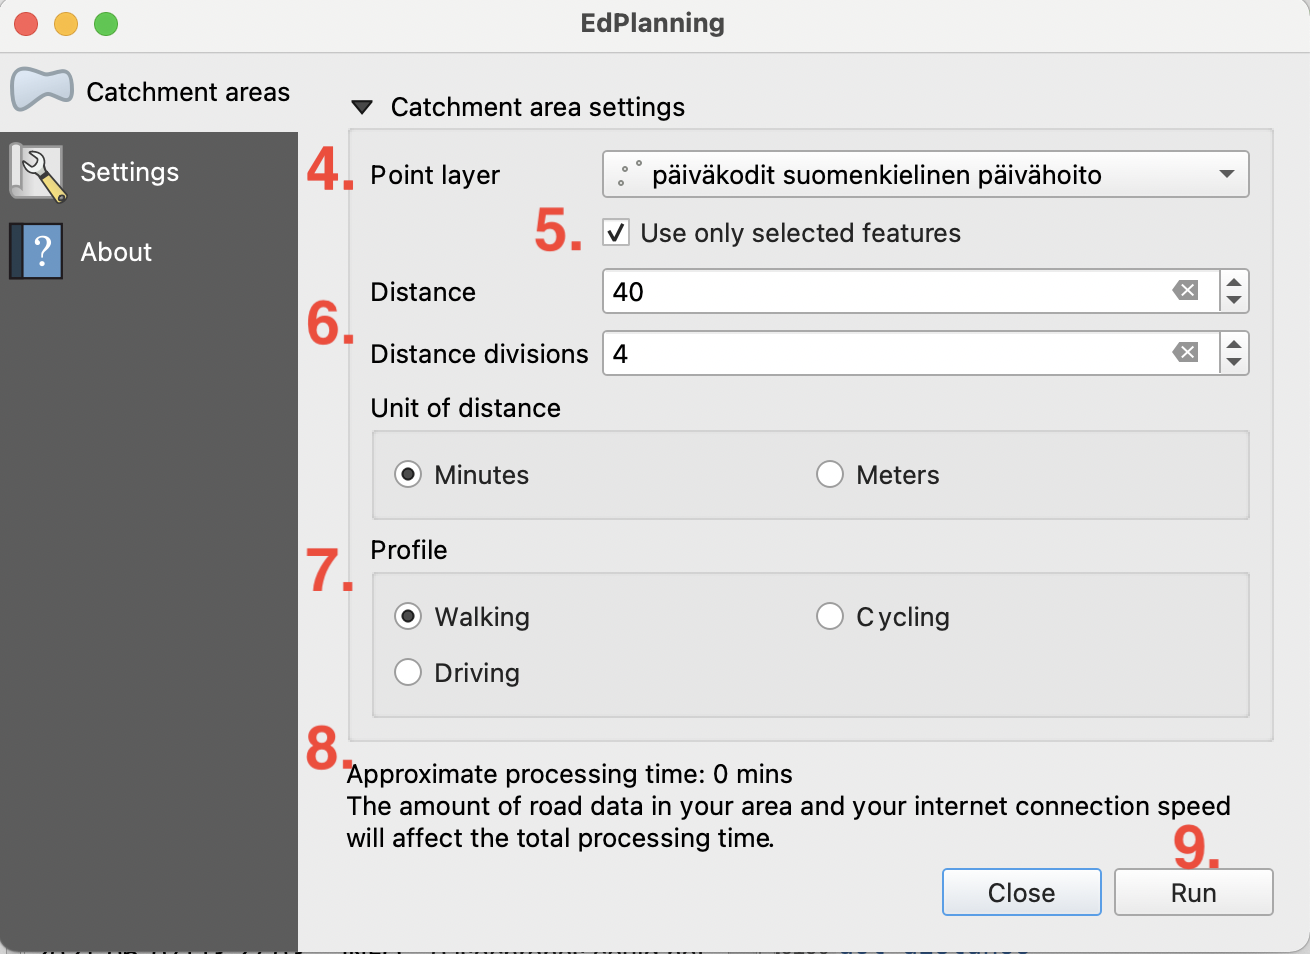 EdPlanning
Catchment areas
Settings
About
Catchment area settings
4. Point layer
päiväkodit suomenkielinen päivähoito
5. Use only selected features
Distance
40
6.
Distance divisions
4
Unit of distance
Minutes
Meters
7. Profile
Walking
Cycling
Driving
8.
Approximate processing time: 0 mins
The amount of road data in your area and your internet connection speed
will affect the total processing time.
9.
Close
Run